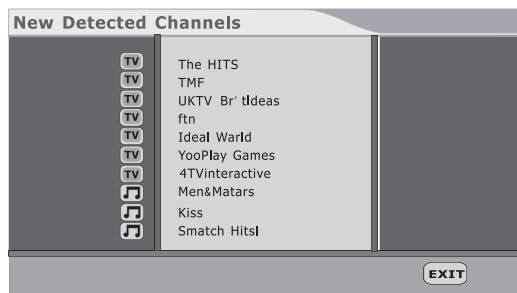 New Detected Channels
TV The HITS
TV TMF
TV UKTV Br' tIdeas
TV ftn
TV Ideal Warld
TV YooPlay Games
TV 4TVinteractive
Men&Matars
Kiss
Smatch Hitsl
EXIT